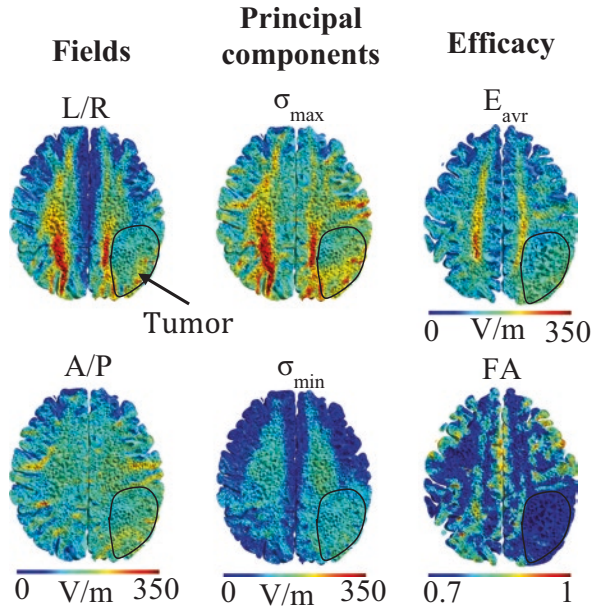 Fields
Principal
components
Efficacy
L/R
σmax
Eavr
Tumor
0 V/m 350
A/P
σmin
FA
0 V/m 350
0 V/m 350
0.7 1